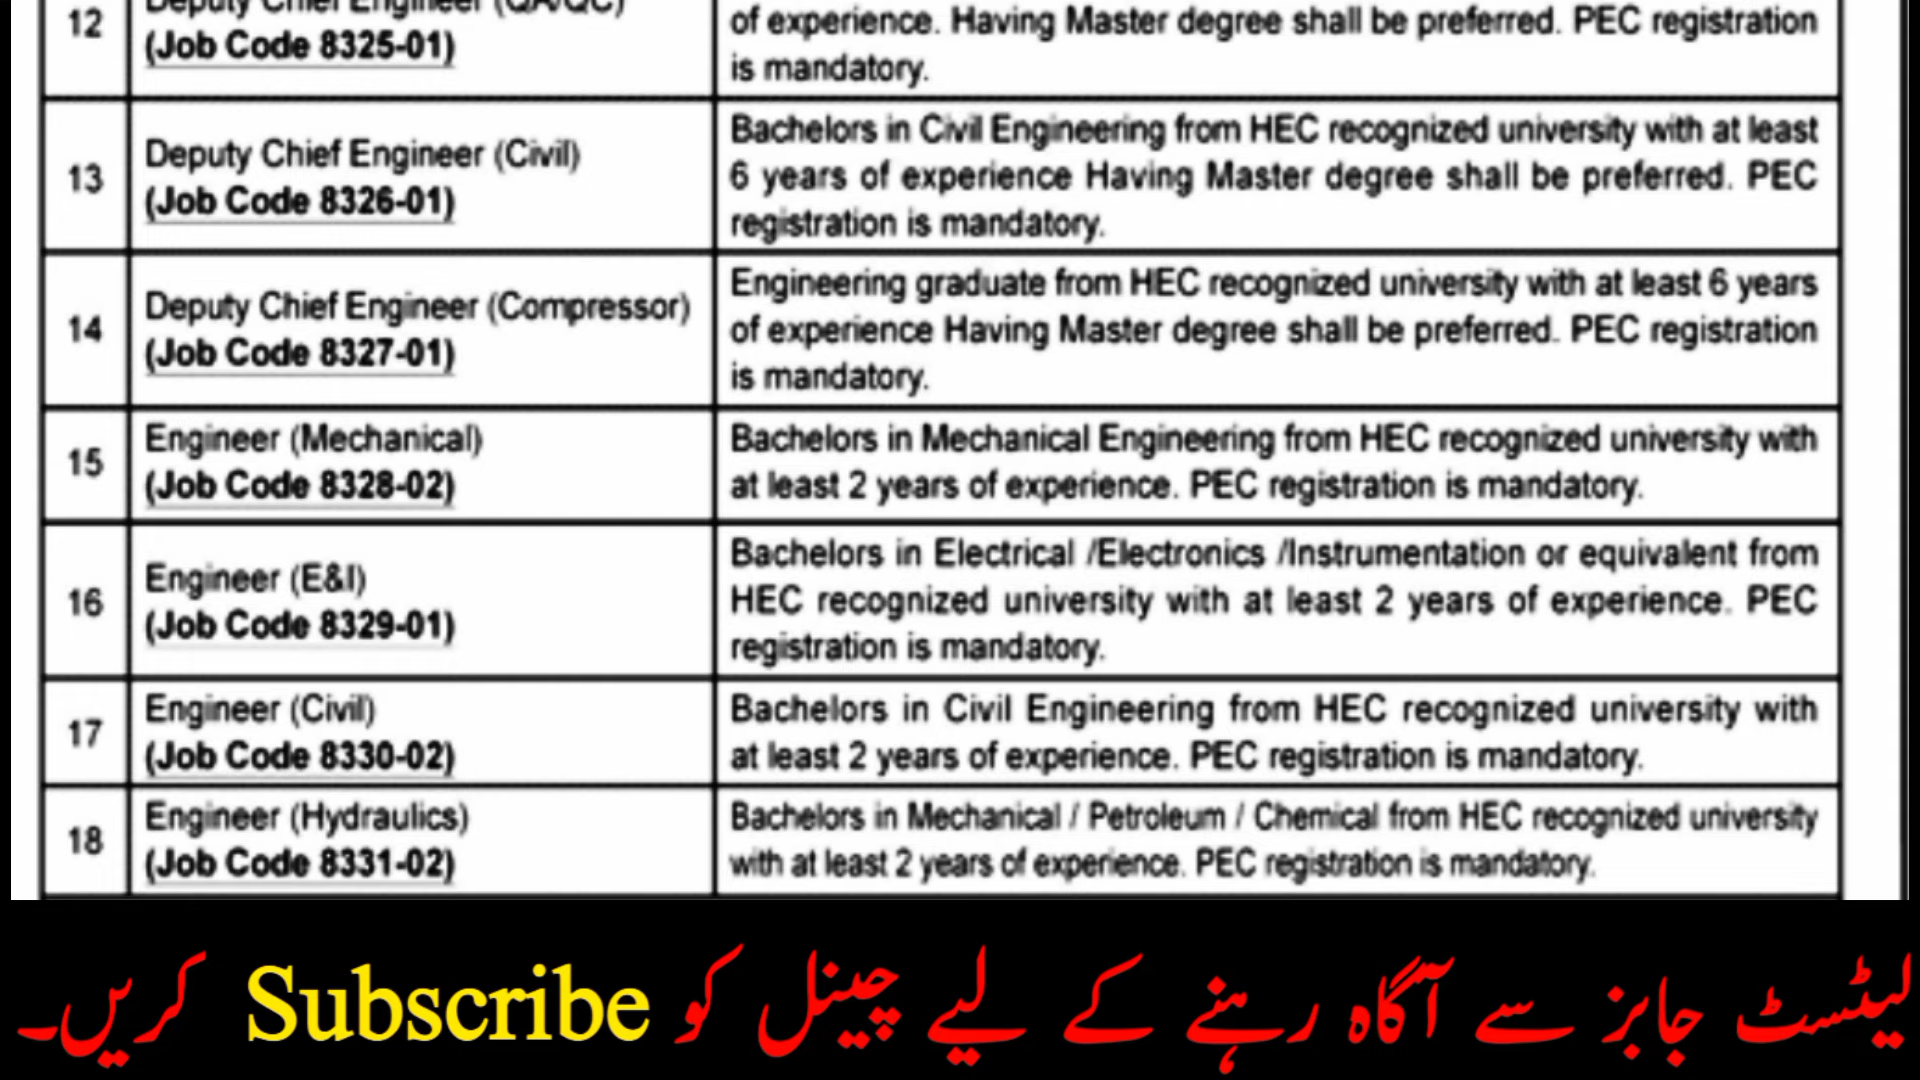 12
Deputy Chief Engineer (QA/QC)
(Job Code 8325-01)
of experience. Having Master degree shall be preferred. PEC registration
is mandatory.
13
Deputy Chief Engineer (Civil)
(Job Code 8326-01)
Bachelors in Civil Engineering from HEC recognized university with at least
6 years of experience Having Master degree shall be preferred. PEC
registration is mandatory.
14
Deputy Chief Engineer (Compressor)
(Job Code 8327-01)
Engineering graduate from HEC recognized university with at least 6 years
of experience Having Master degree shall be preferred. PEC registration
is mandatory.
15
Engineer (Mechanical)
(Job Code 8328-02)
Bachelors in Mechanical Engineering from HEC recognized university with
at least 2 years of experience. PEC registration is mandatory.
16
Engineer (E&I)
(Job Code 8329-01)
Bachelors in Electrical /Electronics /Instrumentation or equivalent from
HEC recognized university with at least 2 years of experience. PEC
registration is mandatory.
17
Engineer (Civil)
(Job Code 8330-02)
Bachelors in Civil Engineering from HEC recognized university with
at least 2 years of experience. PEC registration is mandatory.
18
Engineer (Hydraulics)
(Job Code 8331-02)
Bachelors in Mechanical / Petroleum / Chemical from HEC recognized university
with at least 2 years of experience. PEC registration is mandatory.
لیٹسٹ جابز سے آگاہ رہنے کے لیے چینل کو Subscribe کریں۔